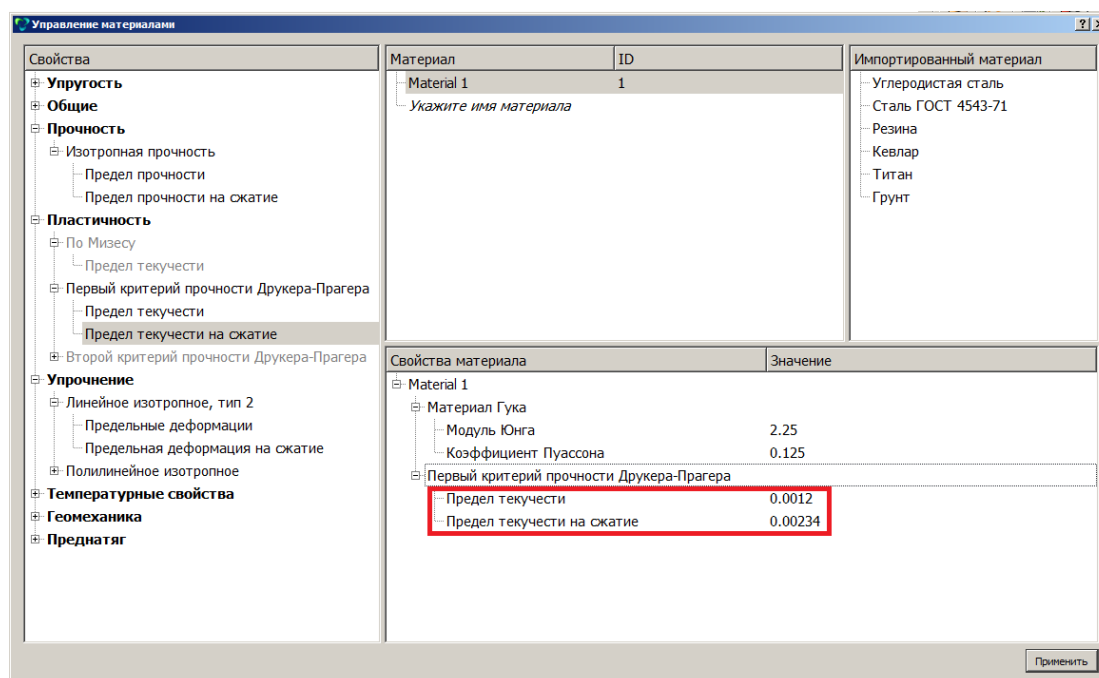 Управление материалами
Свойства
Упругость
Общие
Прочность
Изотропная прочность
Предел прочности
Предел прочности на сжатие
Пластичность
По Мизесу
Предел текучести
Первый критерий прочности Друкера-Прагера
Предел текучести
Предел текучести на сжатие
Второй критерий прочности Друкера-Прагера
Упрочнение
Линейное изотропное, тип 2
Предельные деформации
Предельная деформация на сжатие
Полилинейное изотропное
Температурные свойства
Геомеханика
Преднатяг
Материал ID
Material 1 1
Укажите имя материала
Импортированный материал
Углеродистая сталь
Сталь ГОСТ 4543-71
Резина
Кевлар
Титан
Грунт
Свойства материала Значение
Material 1
Материал Гука
Модуль Юнга 2.25
Коэффициент Пуассона 0.125
Первый критерий прочности Друкера-Прагера
Предел текучести 0.0012
Предел текучести на сжатие 0.00234
Применить